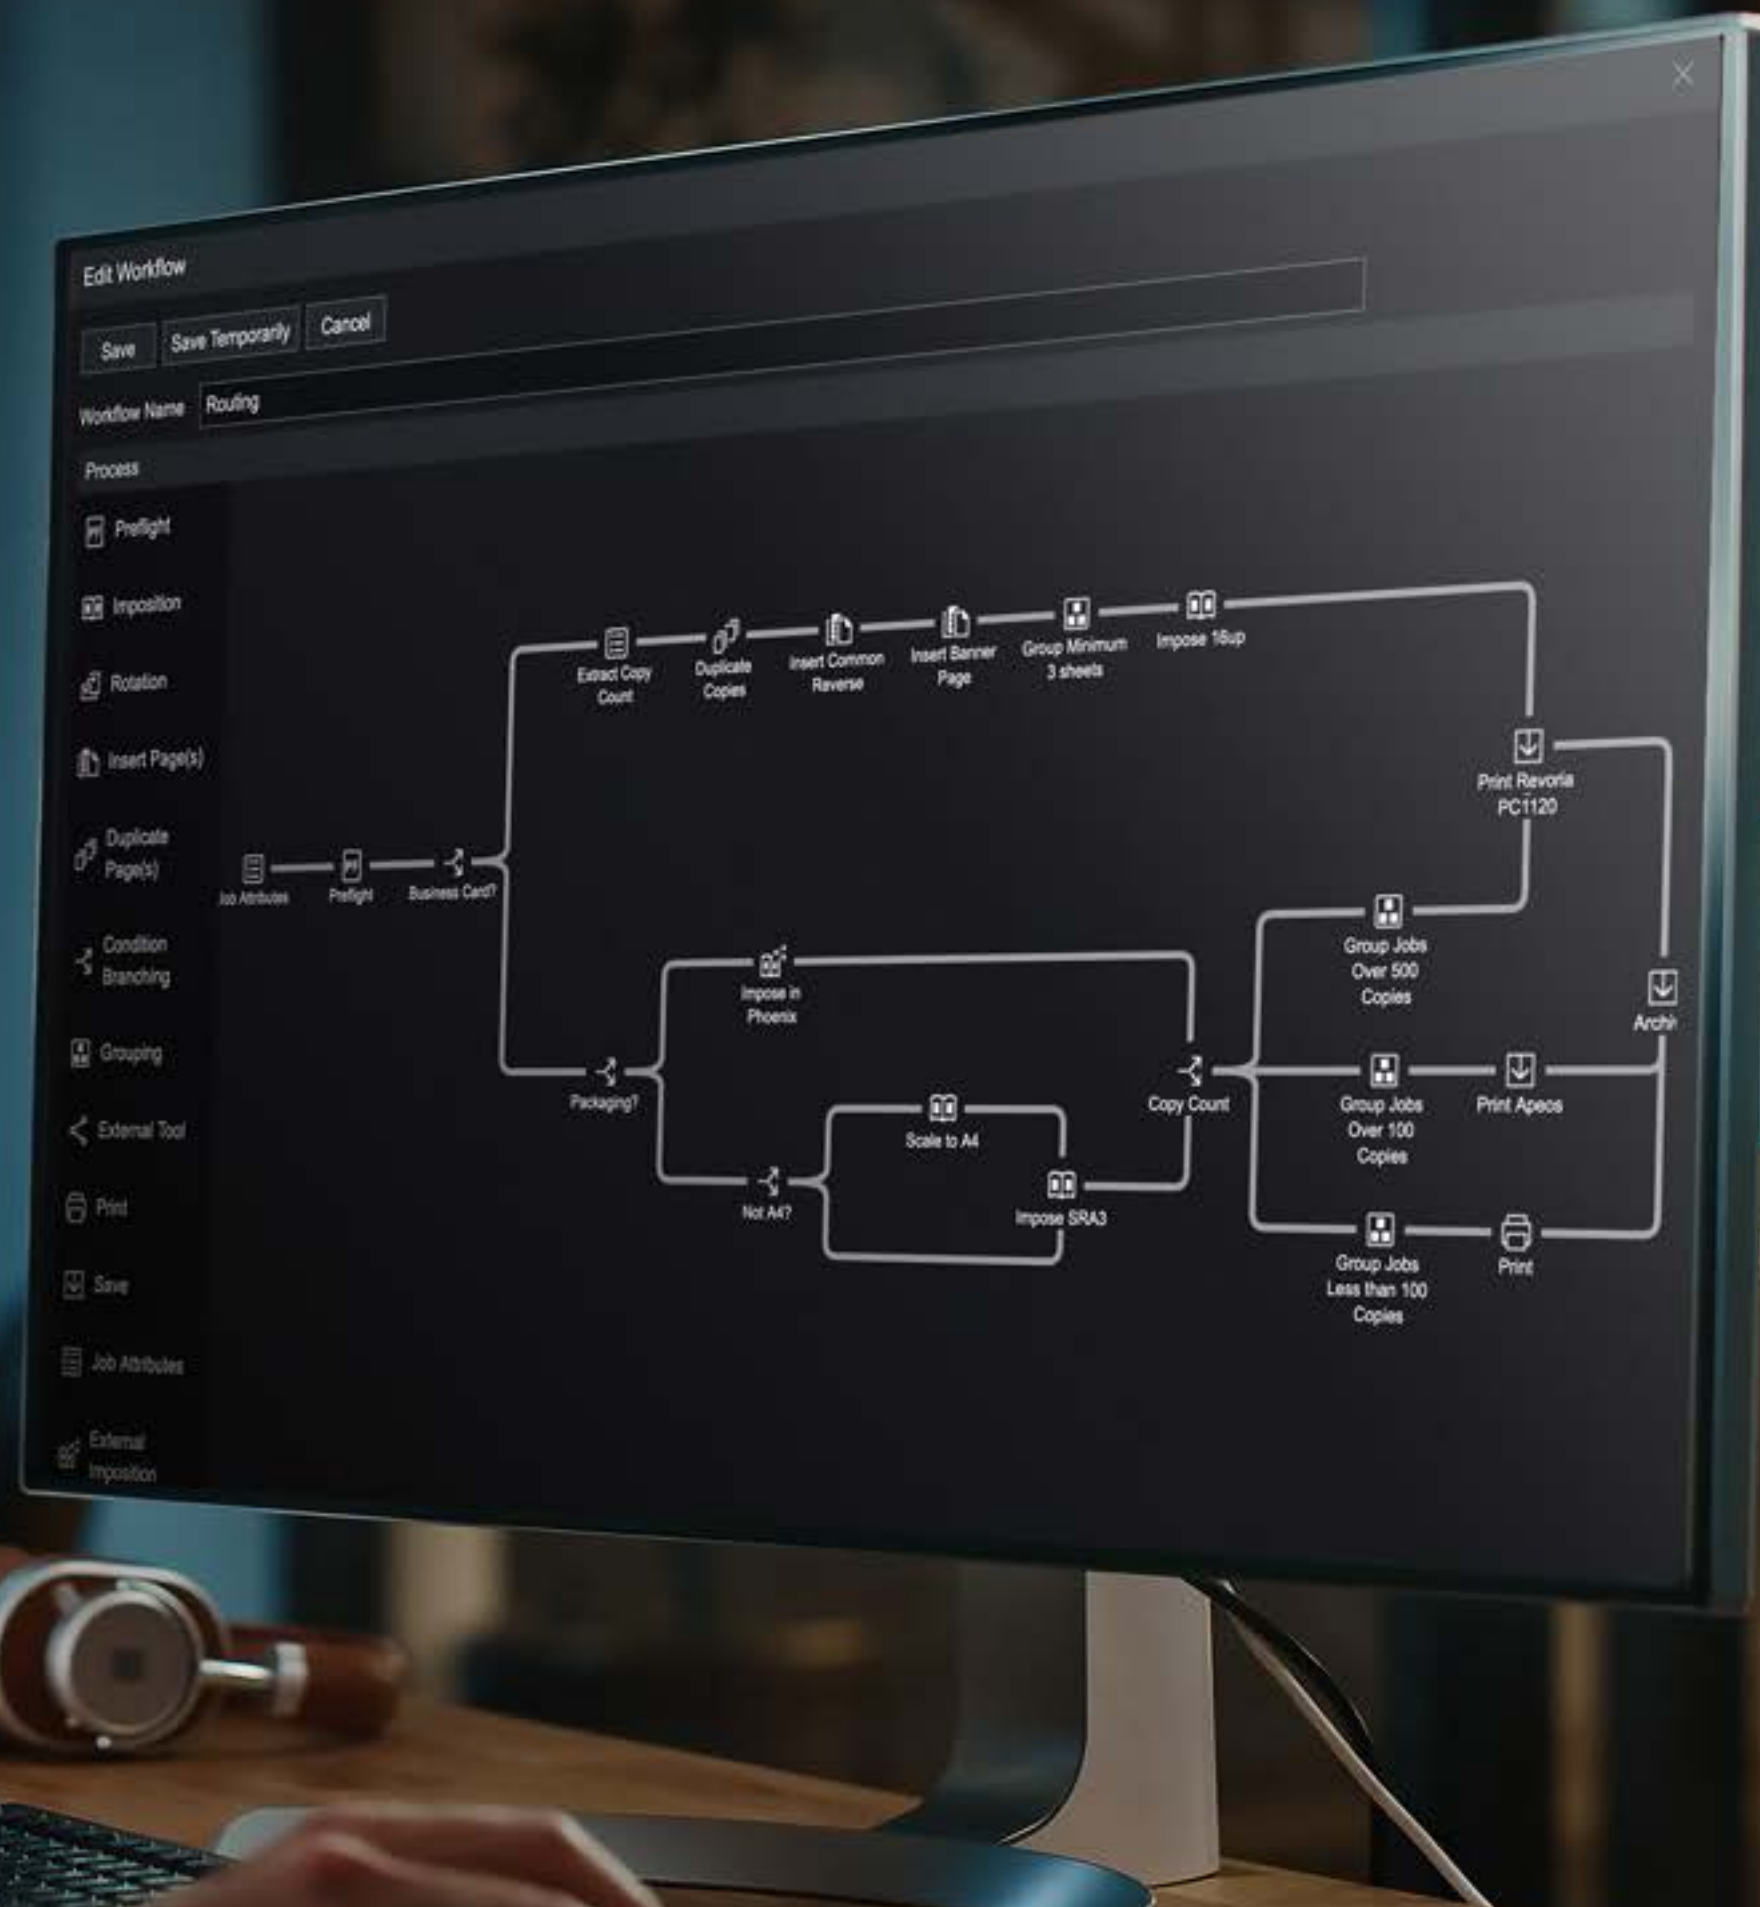 Edit Workflow
Save
Save Temporarily
Cancel
Workflow Name
Routing
Process
Preflight
Imposition
Rotation
Insert Page(s)
Duplicate
Page(s)
Condition
Branching
Grouping
External Tool
Print
Save
Job Attributes
External
Imposition
Job Attributes
Preflight
Business Card?
Extract Copy
Count
Duplicate
Copies
Insert Common
Reverse
Insert Banner
Page
Group Minimum
3 sheets
Impose 16up
Print Revoria
PC1120
Packaging?
Impose in
Phoenix
Not A4?
Scale to A4
Impose SRA3
Copy Count
Group Jobs
Over 500
Copies
Group Jobs
Over 100
Copies
Print Apeos
Group Jobs
Less than 100
Copies
Print